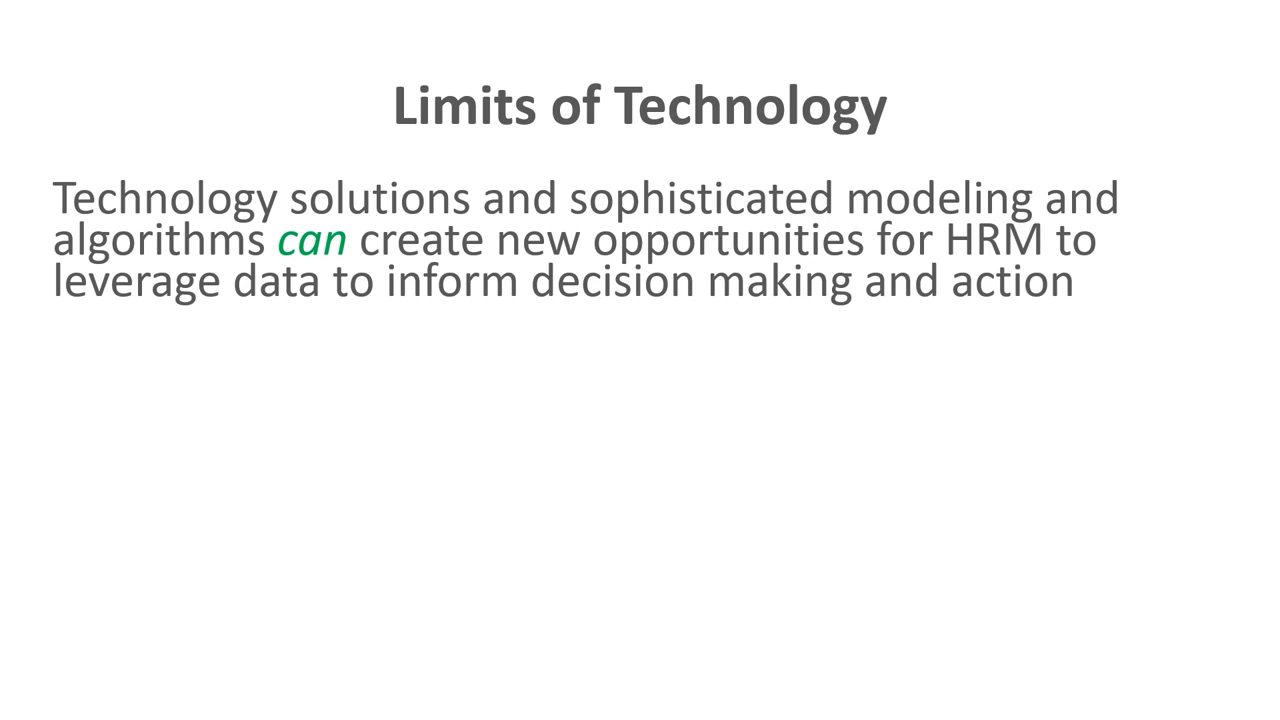 Limits of Technology
Technology solutions and sophisticated modeling and
algorithms can create new opportunities for HRM to
leverage data to inform decision making and action